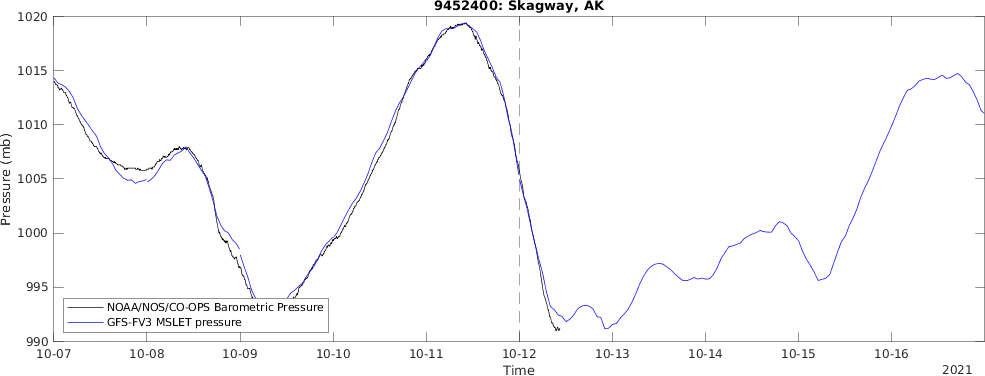 9452400: Skagway, AK
1020
1015
1010
1005
1000
995
990
Pressure (mb)
NOAA/NOS/CO-OPS Barometric Pressure
GFS-FV3 MSLET pressure
10-07 10-08 10-09 10-10 10-11 10-12 10-13 10-14 10-15 10-16
Time
2021